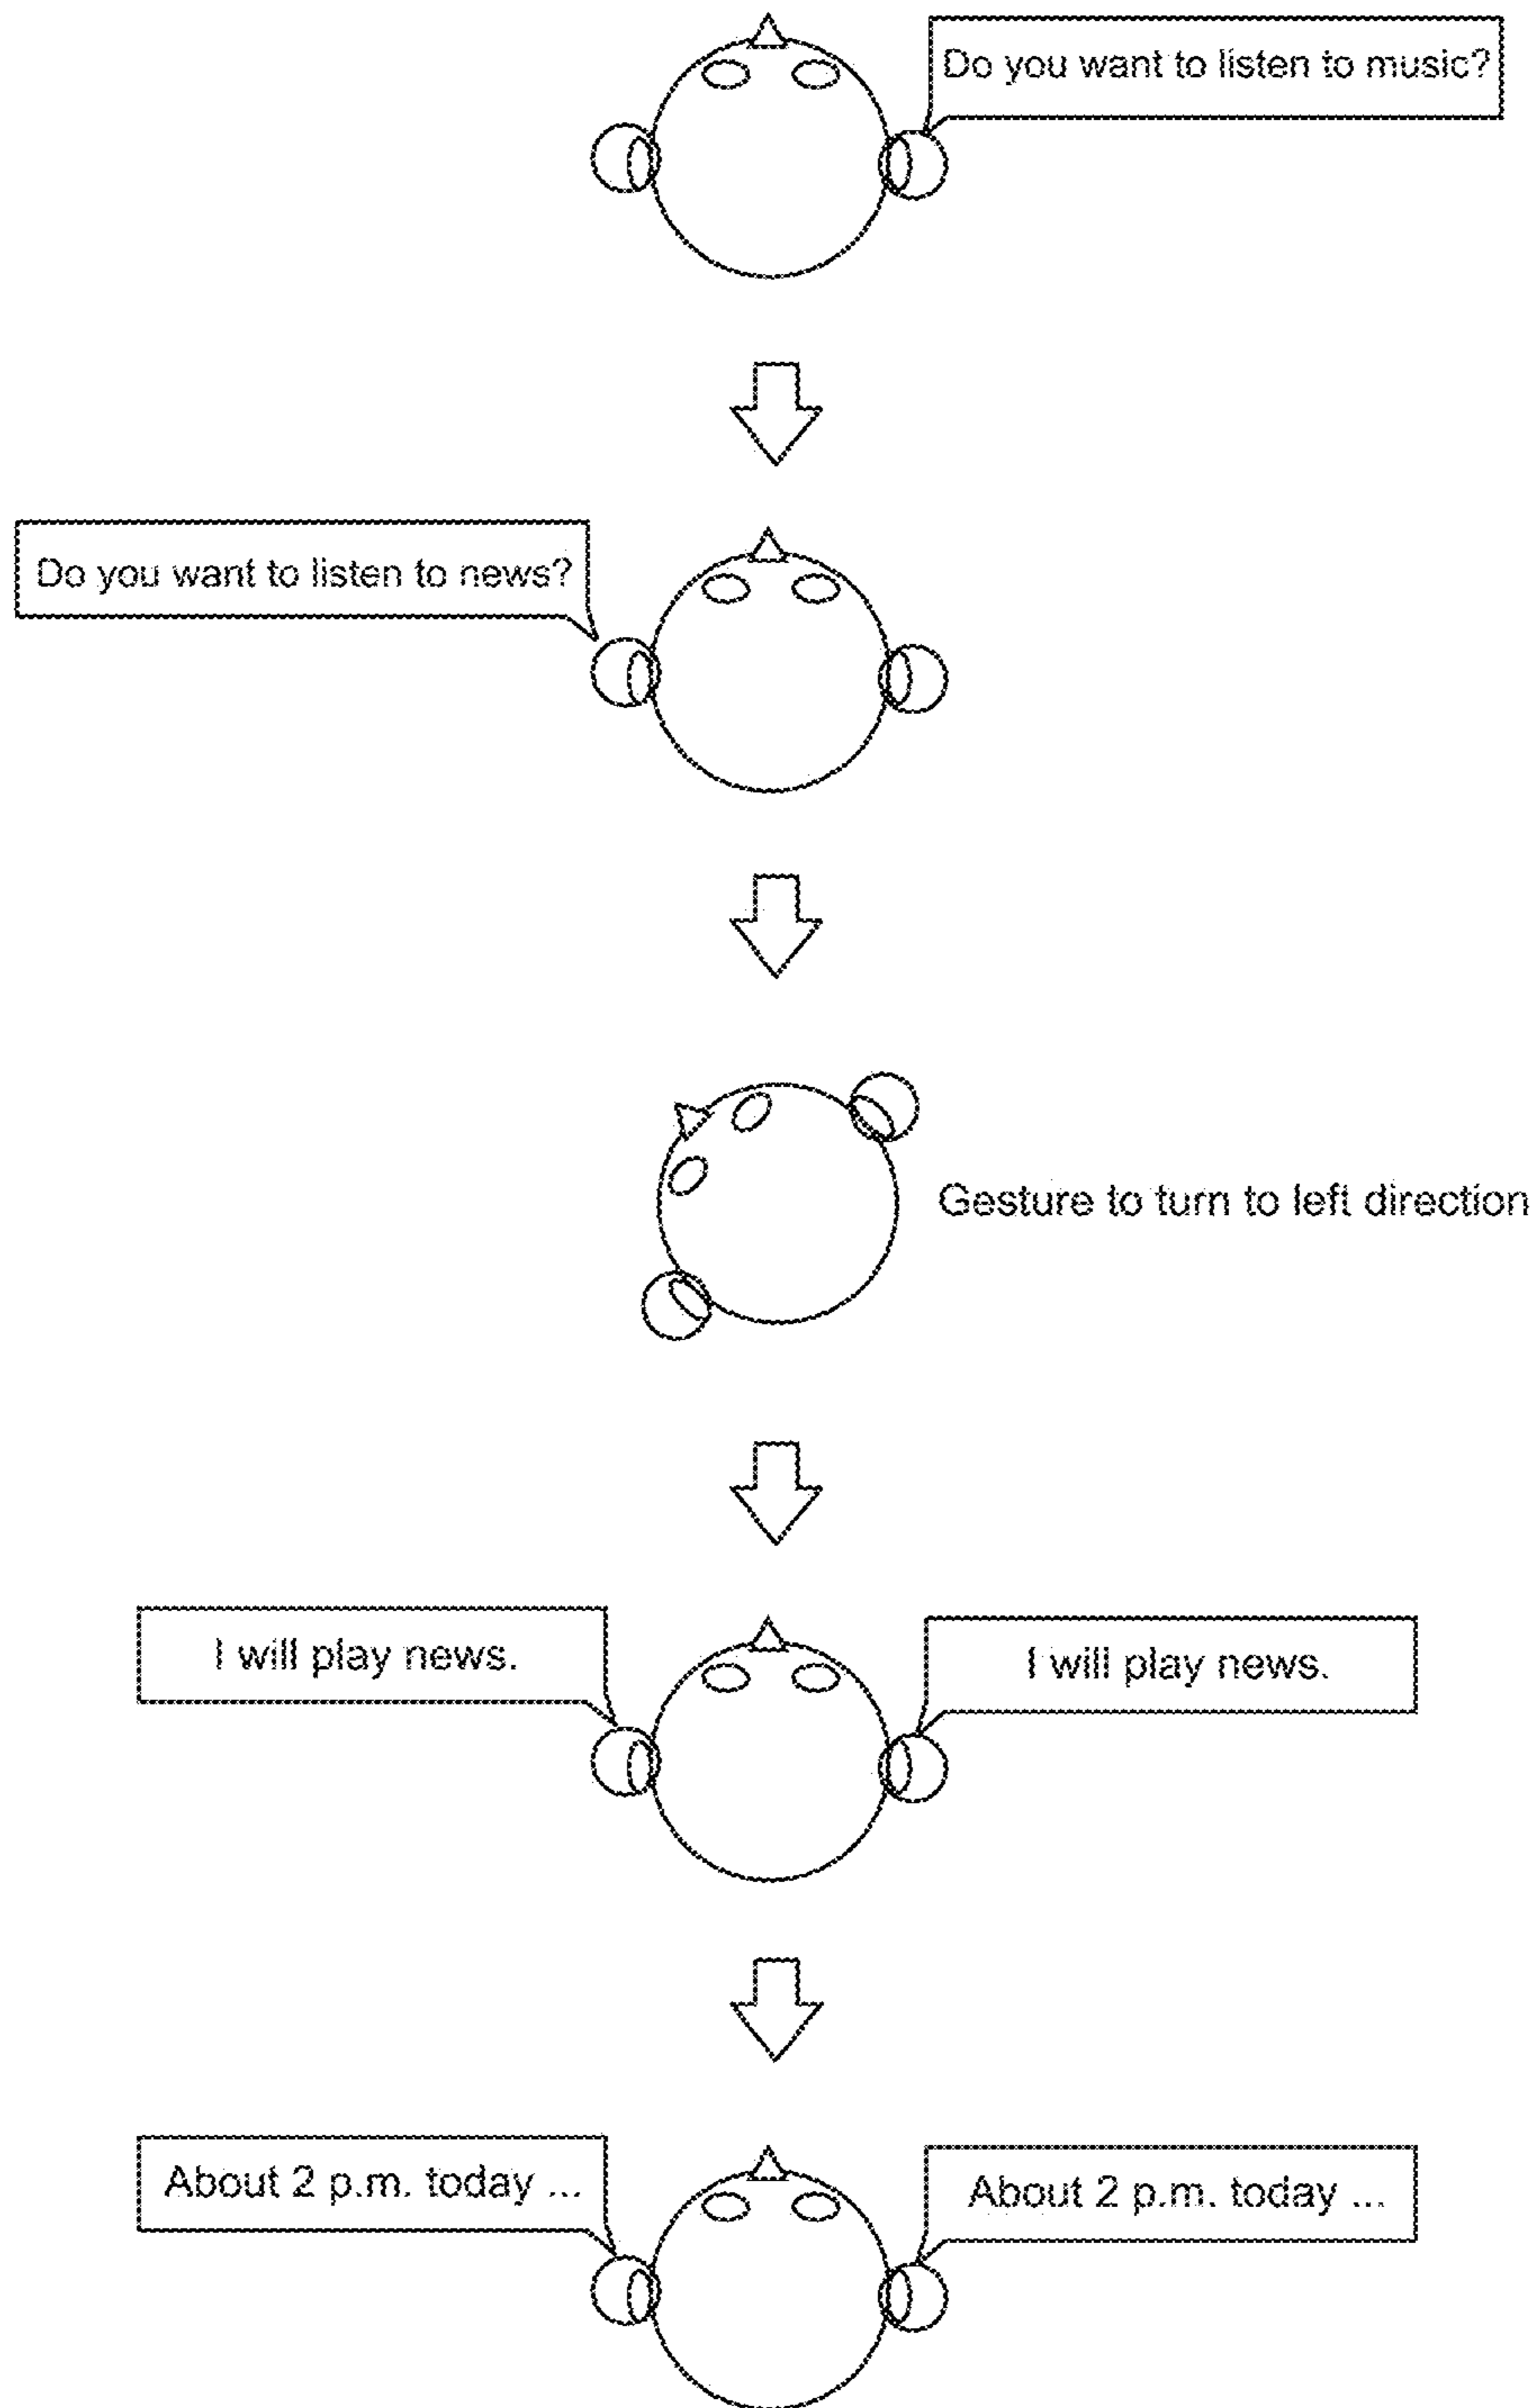 Do you want to listen to music?
Do you want to listen to news?
Gesture to turn to left direction
I will play news.
I will play news.
About 2 p.m. today ...
About 2 p.m. today ...